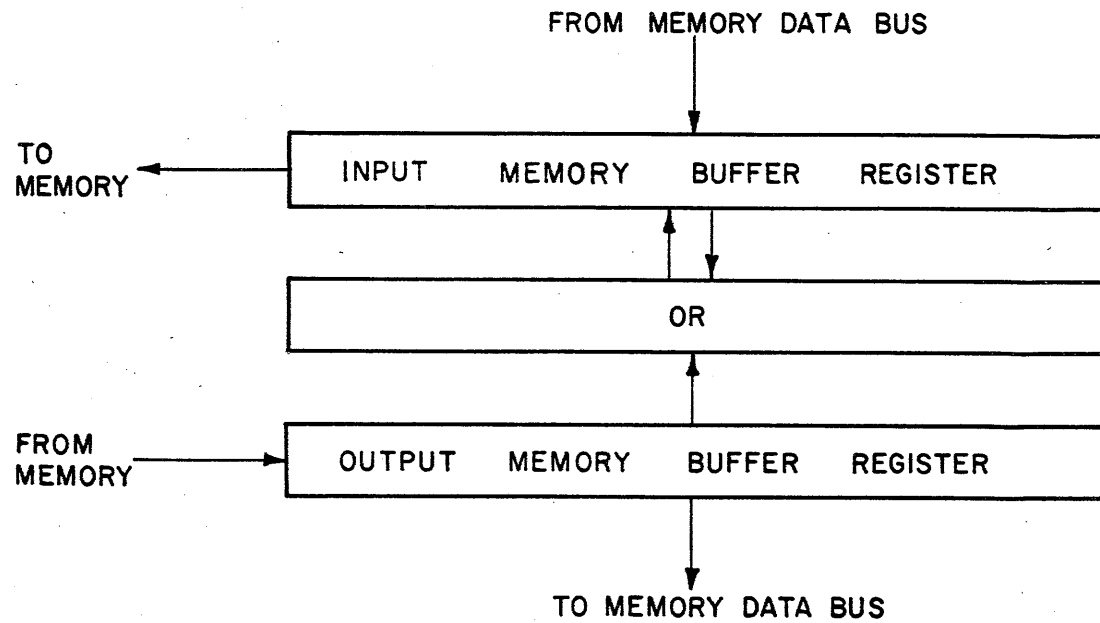 FROM MEMORY DATA BUS
TO
MEMORY
INPUT MEMORY BUFFER REGISTER
OR
FROM
MEMORY
OUTPUT MEMORY BUFFER REGISTER
TO MEMORY DATA BUS